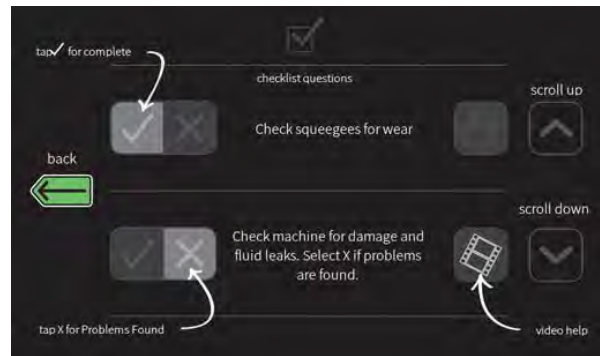 tap✓ for complete
checklist questions
scroll up
Check squeegees for wear
back
scroll down
Check machine for damage and
fluid leaks. Select X if problems
are found.
tap X for Problems Found
video help